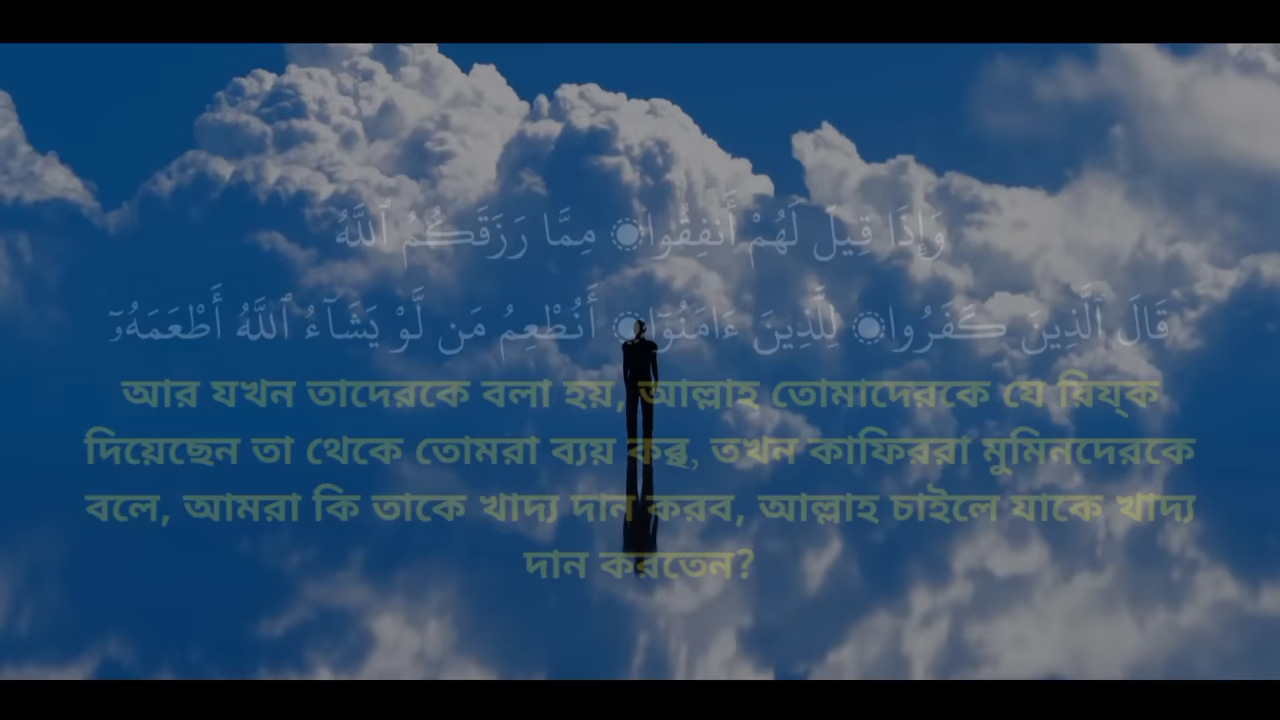 وَإِذَا قِيلَ لَهُمْ أَنفِقُوا۟ مِمَّا رَزَقَكُمُ ٱللَّهُ
قَالَ ٱلَّذِينَ كَفَرُوا۟ لِلَّذِينَ ءَامَنُوٓا۟ أَنُطْعِمُ مَن لَّوْ يَشَآءُ ٱللَّهُ أَطْعَمَهُۥٓ
আর যখন তাদেরকে বলা হয়, আল্লাহ তোমাদেরকে যে রিয্ক
দিয়েছেন তা থেকে তোমরা ব্যয় কর, তখন কাফিররা মুমিনদেরকে
বলে, আমরা কি তাকে খাদ্য দান করব, আল্লাহ চাইলে যাকে খাদ্য
দান করতেন?